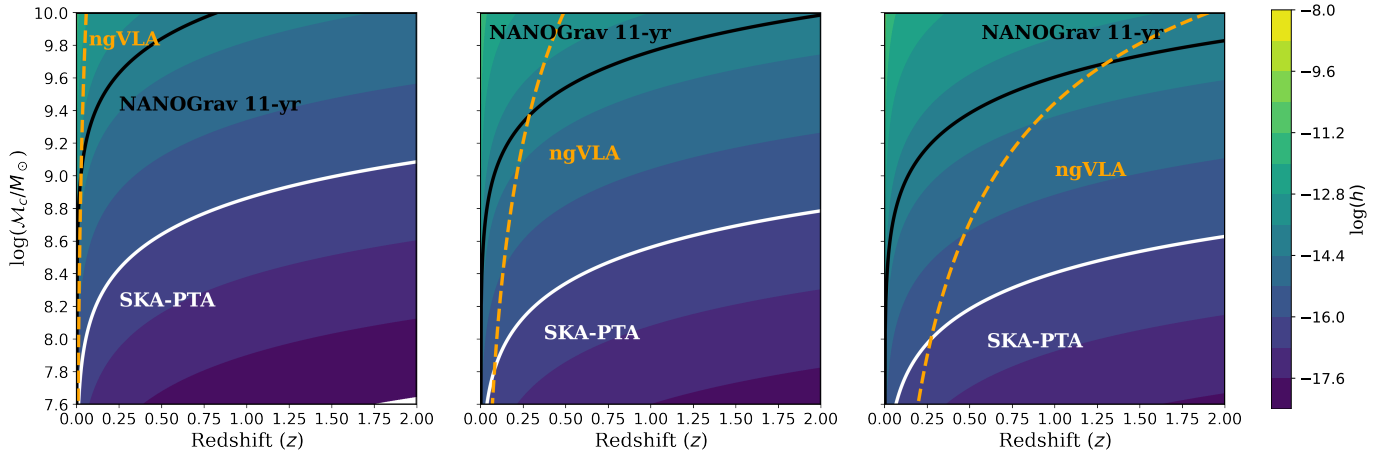 10.0
9.8
9.6
9.4
9.2
9.0
8.8
8.6
8.4
8.2
8.0
7.8
7.6
log(ℳ_c/M_⊙)
ngVLA
NANOGrav 11-yr
SKA-PTA
0.00 0.25 0.50 0.75 1.00 1.25 1.50 1.75 2.00
Redshift (z)
NANOGrav 11-yr
ngVLA
SKA-PTA
0.00 0.25 0.50 0.75 1.00 1.25 1.50 1.75 2.00
Redshift (z)
NANOGrav 11-yr
ngVLA
SKA-PTA
0.00 0.25 0.50 0.75 1.00 1.25 1.50 1.75 2.00
Redshift (z)
−8.0
−9.6
−11.2
−12.8
−14.4
−16.0
−17.6
log(h)